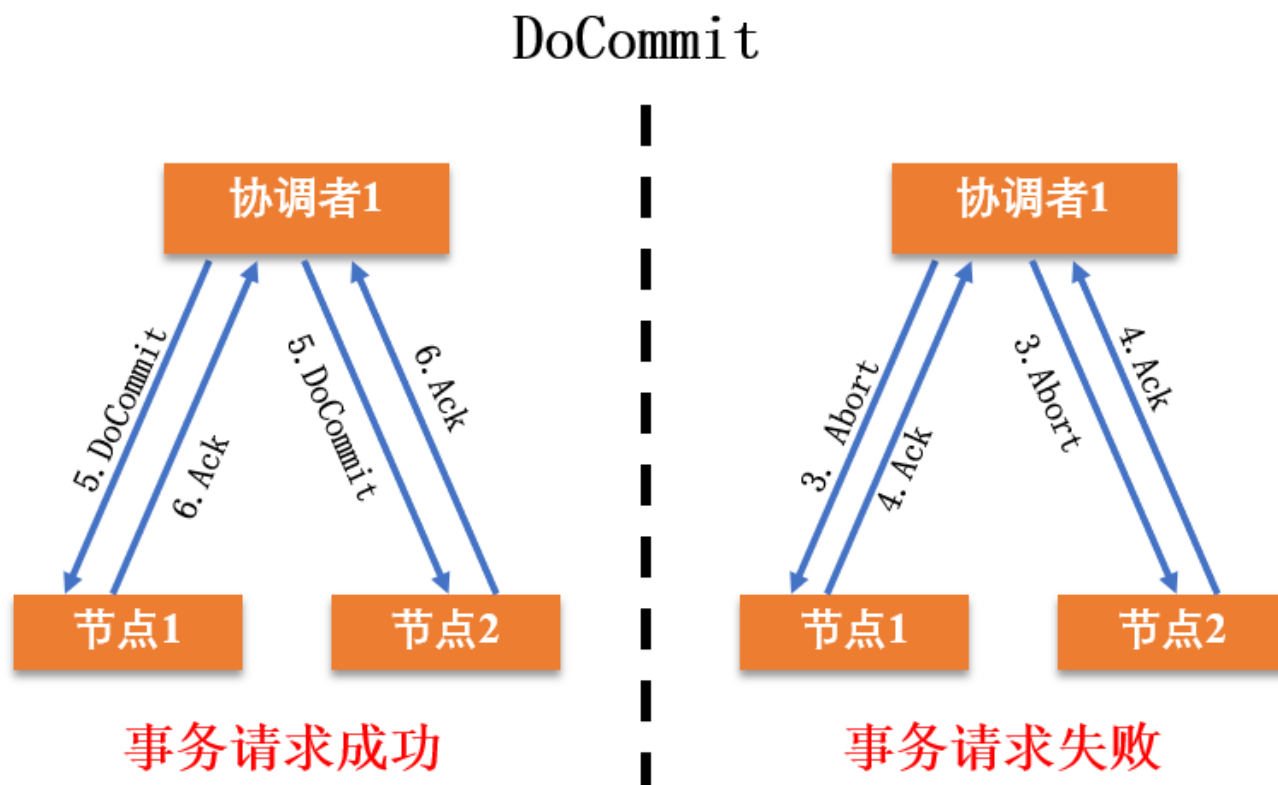 DoCommit
协调者1
5.DoCommit
6.Ack
5.DoCommit
6.Ack
节点1
节点2
事务请求成功
协调者1
3. Abort
4.Ack
3.Abort
4.Ack
节点1
节点2
事务请求失败